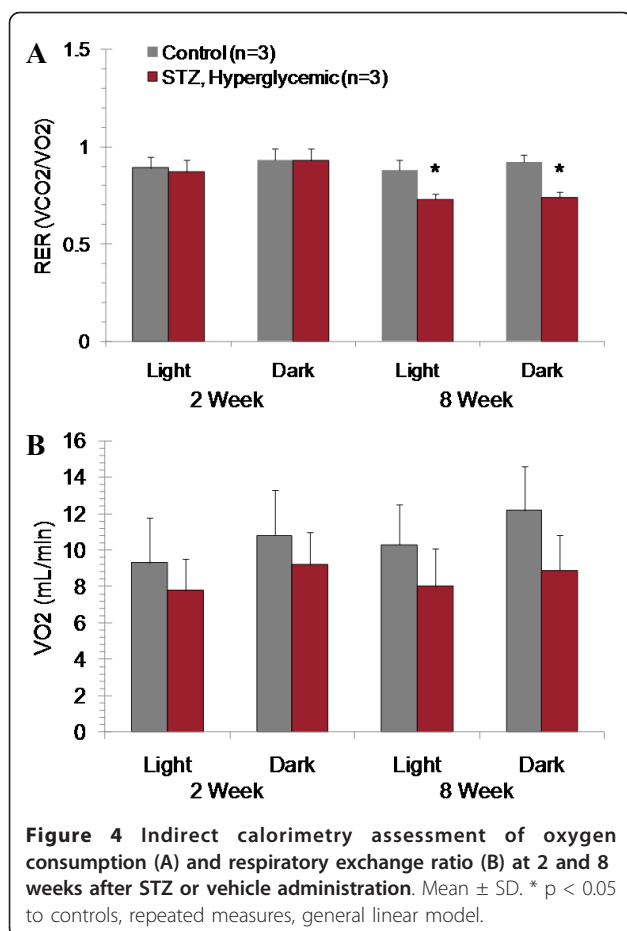 A
Control (n=3)
STZ, Hyperglycemic (n=3)
RER (VCO2/VO2)
1.5
1
0.5
0
* *
Light Dark Light Dark
2 Week 8 Week
B
VO2 (mL/min)
16
14
12
10
8
6
4
2
0
Light Dark Light Dark
2 Week 8 Week
Figure 4 Indirect calorimetry assessment of oxygen
consumption (A) and respiratory exchange ratio (B) at 2 and 8
weeks after STZ or vehicle administration. Mean ± SD. * p < 0.05
to controls, repeated measures, general linear model.